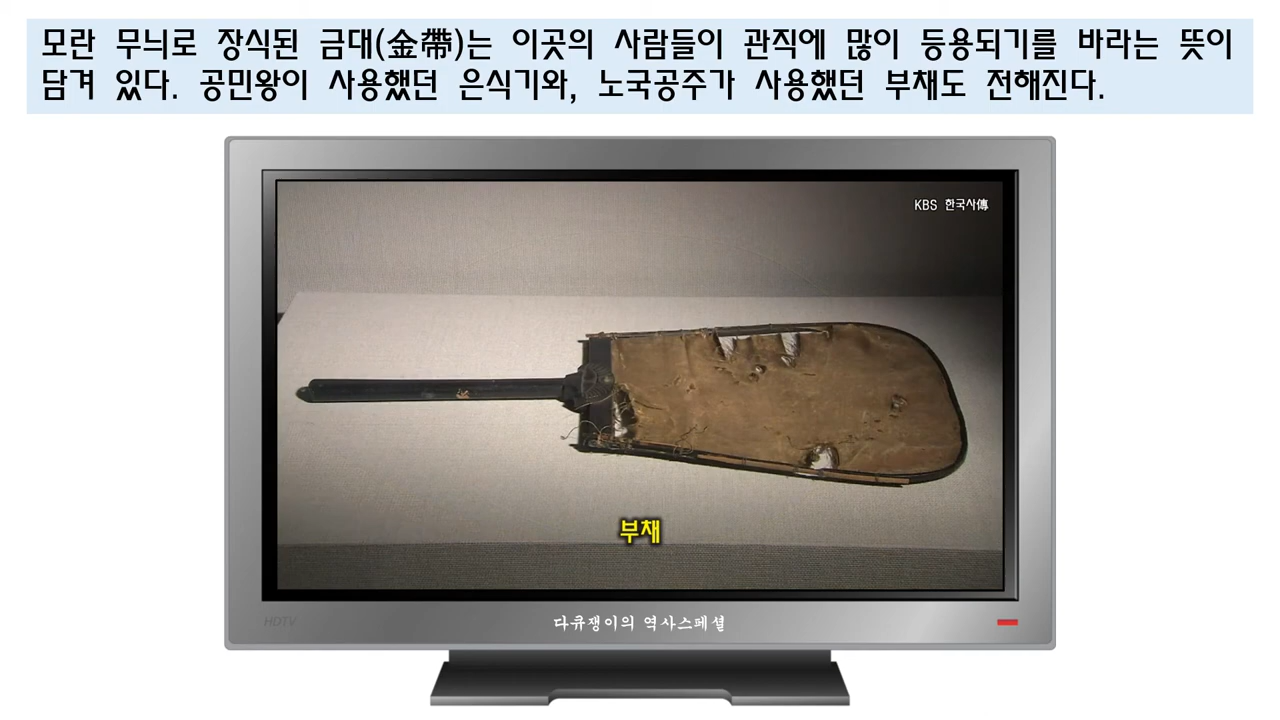 모란 무늬로 장식된 금대(金帶)는 이곳의 사람들이 관직에 많이 등용되기를 바라는 뜻이
담겨 있다. 공민왕이 사용했던 은식기와, 노국공주가 사용했던 부채도 전해진다.
KBS 한국사傳
부채
HDTV
다큐쟁이의 역사스페셜